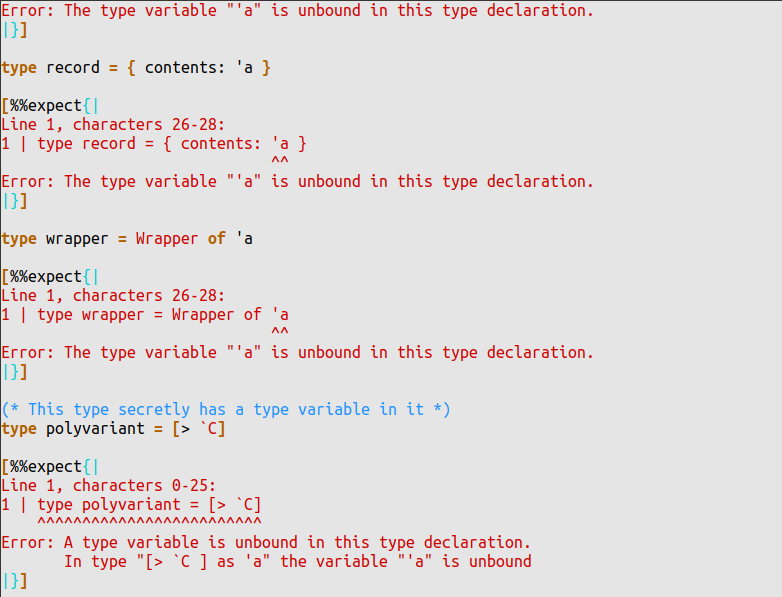 Error: The type variable "'a" is unbound in this type declaration.
|}]
type record = { contents: 'a }
[%%expect{|
Line 1, characters 26-28:
1 | type record = { contents: 'a }
                              ^^
Error: The type variable "'a" is unbound in this type declaration.
|}]
type wrapper = Wrapper of 'a
[%%expect{|
Line 1, characters 26-28:
1 | type wrapper = Wrapper of 'a
                              ^^
Error: The type variable "'a" is unbound in this type declaration.
|}]
(* This type secretly has a type variable in it *)
type polyvariant = [> `C]
[%%expect{|
Line 1, characters 0-25:
1 | type polyvariant = [> `C]
    ^^^^^^^^^^^^^^^^^^^^^^^^^
Error: A type variable is unbound in this type declaration.
       In type "[> `C ] as 'a" the variable "'a" is unbound
|}]